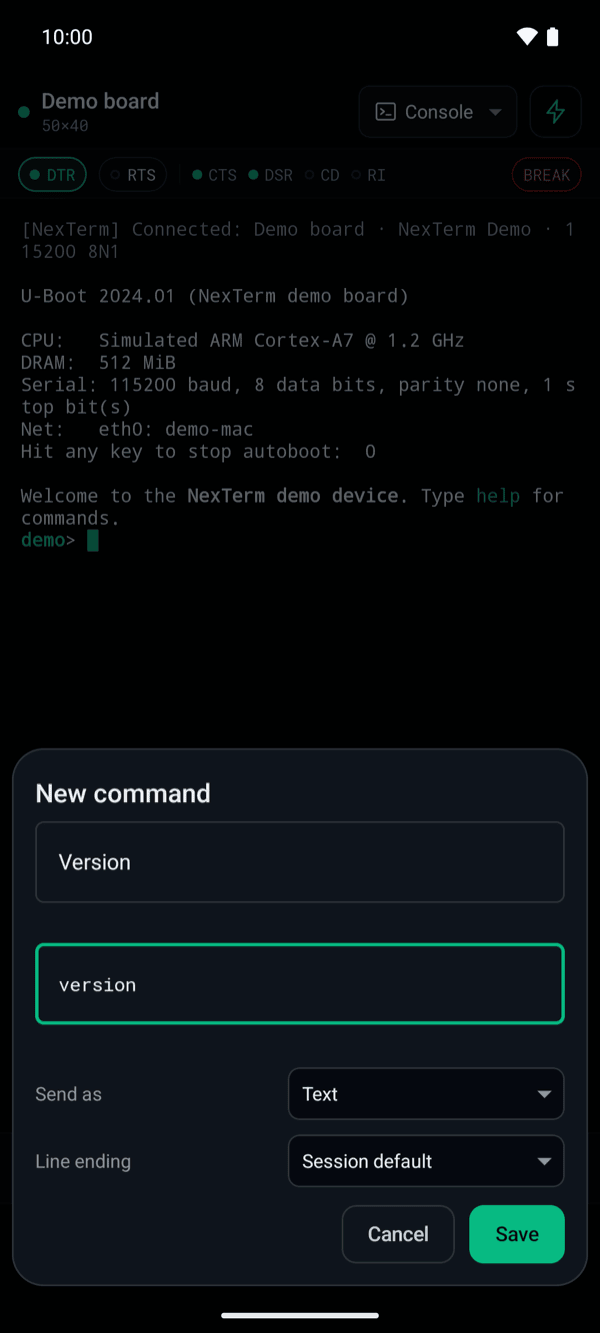 10:00
Demo board
50×40
Console
DTR
RTS
CTS
DSR
CD
RI
BREAK
[NexTerm] Connected: Demo board · NexTerm Demo · 1
15200 8N1
U-Boot 2024.01 (NexTerm demo board)
CPU:   Simulated ARM Cortex-A7 @ 1.2 GHz
DRAM:  512 MiB
Serial: 115200 baud, 8 data bits, parity none, 1 s
top bit(s)
Net:   eth0: demo-mac
Hit any key to stop autoboot:  0
Welcome to the NexTerm demo device. Type help for
commands.
demo>
New command
Version
version
Send as
Text
Line ending
Session default
Cancel
Save